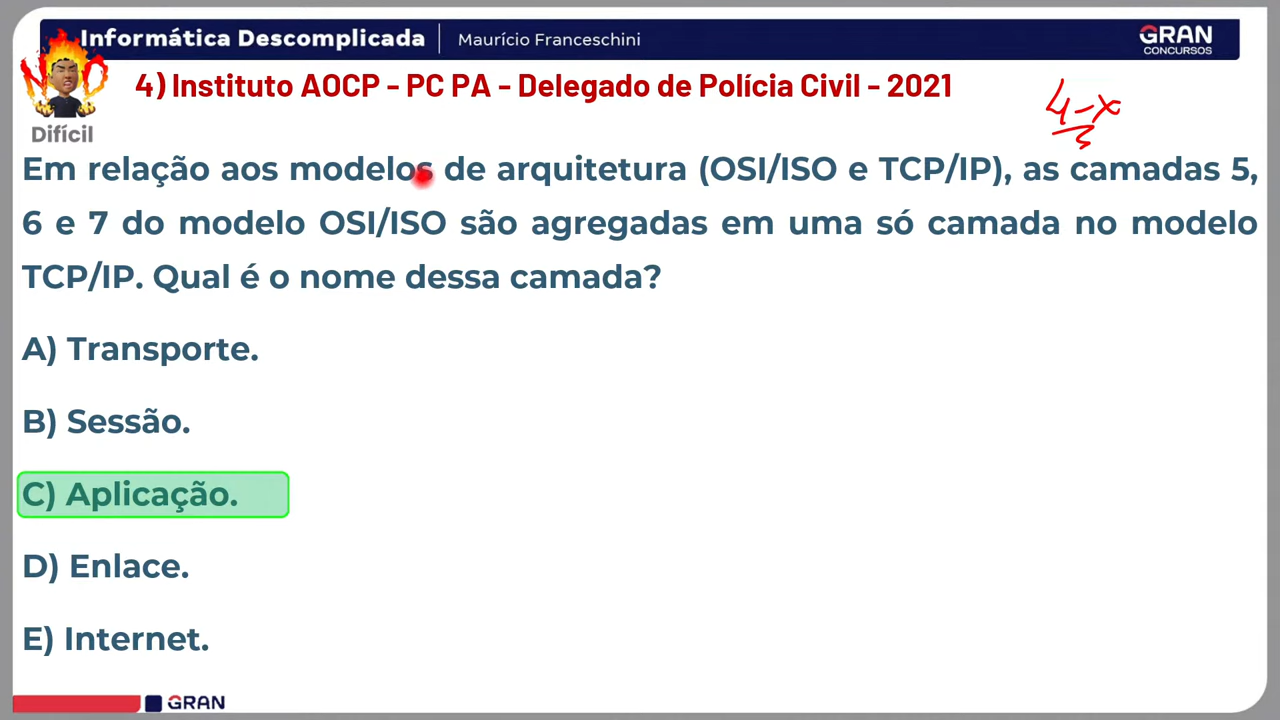 Informática Descomplicada | Maurício Franceschini
GRAN
CONCURSOS
Difícil
4) Instituto AOCP - PC PA - Delegado de Polícia Civil - 2021
4-x
Em relação aos modelos de arquitetura (OSI/ISO e TCP/IP), as camadas 5,
6 e 7 do modelo OSI/ISO são agregadas em uma só camada no modelo
TCP/IP. Qual é o nome dessa camada?
A) Transporte.
B) Sessão.
C) Aplicação.
D) Enlace.
E) Internet.
GRAN